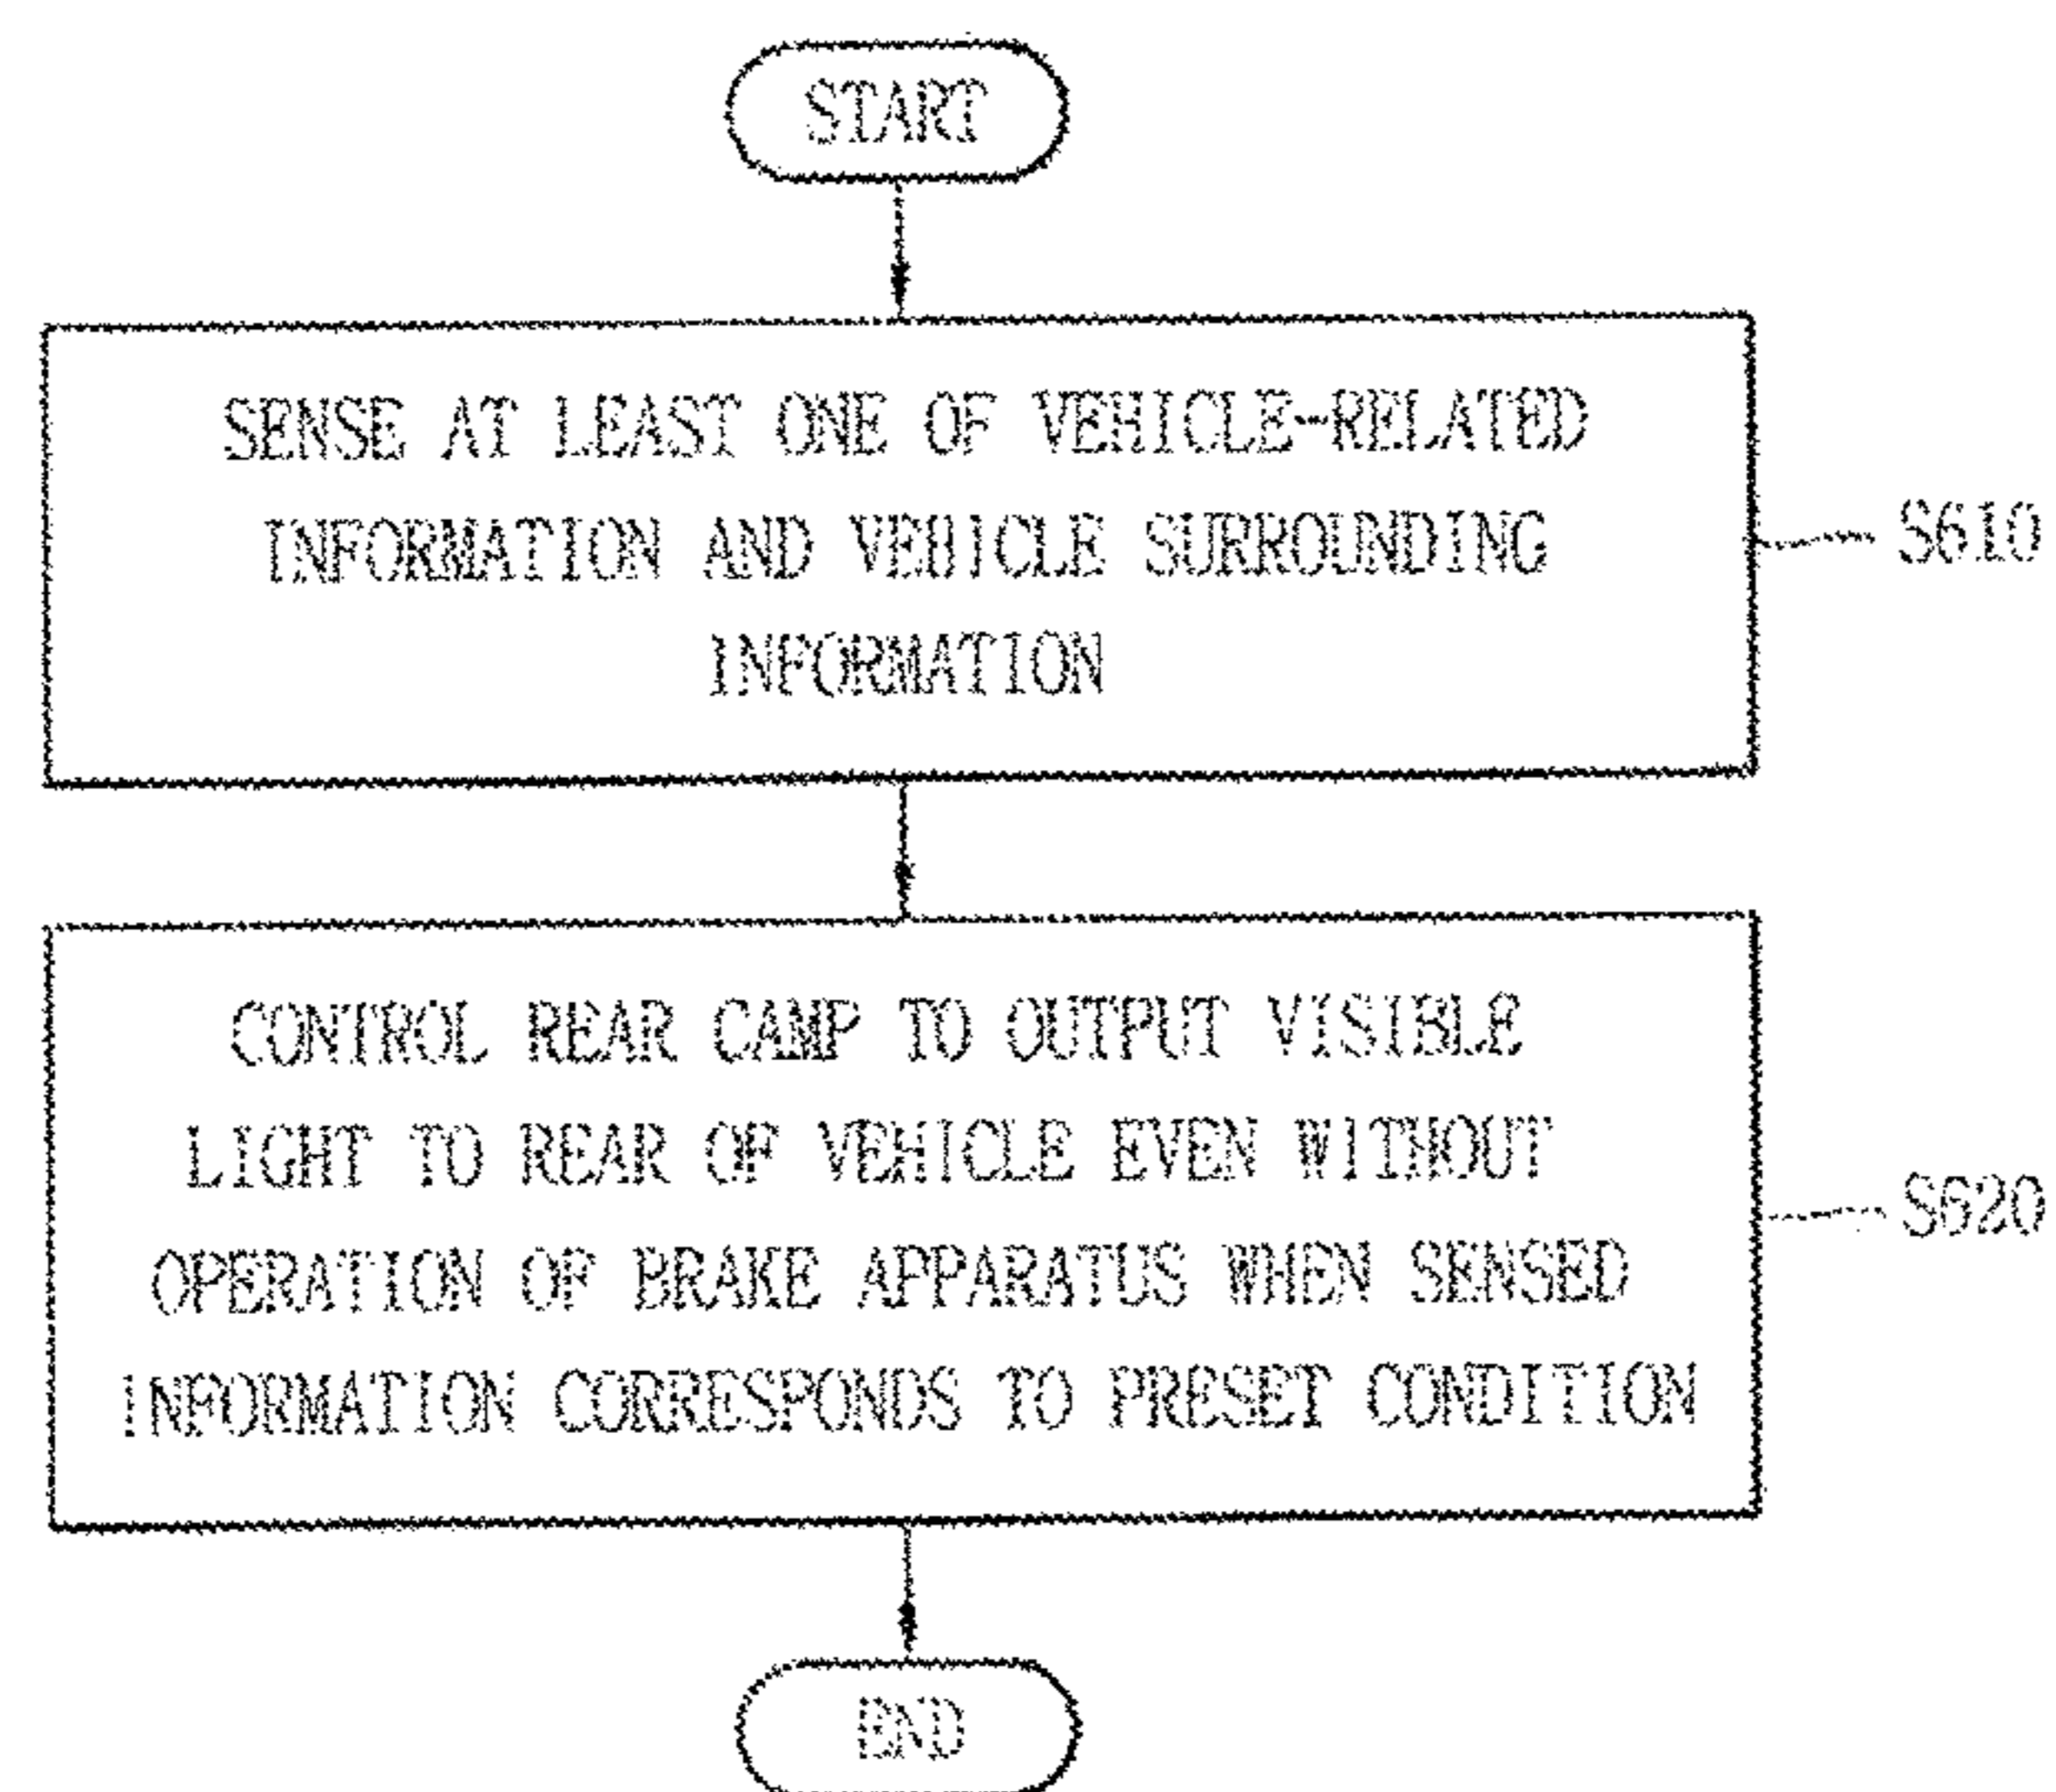 START
SENSE AT LEAST ONE OF VEHICLE-RELATED
INFORMATION AND VEHICLE SURROUNDING
INFORMATION
S610
CONTROL REAR CAMP TO OUTPUT VISIBLE
LIGHT TO REAR OF VEHICLE EVEN WITHOUT
OPERATION OF BRAKE APPARATUS WHEN SENSED
INFORMATION CORRESPONDS TO PRESET CONDITION
S620
END